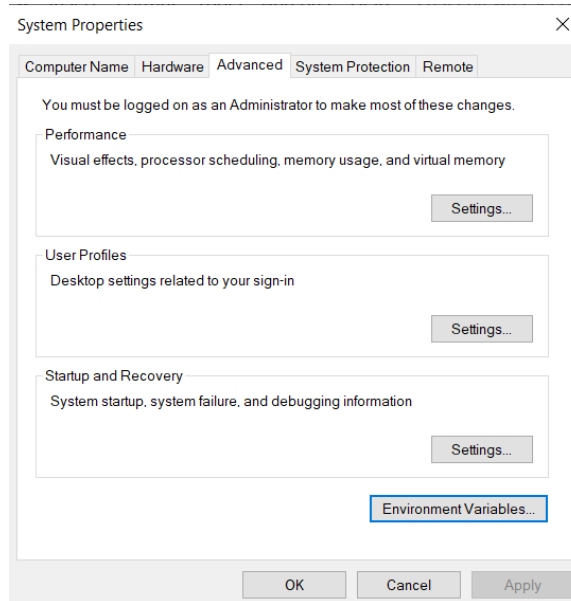 System Properties
Computer Name Hardware Advanced System Protection Remote
You must be logged on as an Administrator to make most of these changes.
Performance
Visual effects, processor scheduling, memory usage, and virtual memory
Settings...
User Profiles
Desktop settings related to your sign-in
Settings...
Startup and Recovery
System startup, system failure, and debugging information
Settings...
Environment Variables...
OK Cancel Apply